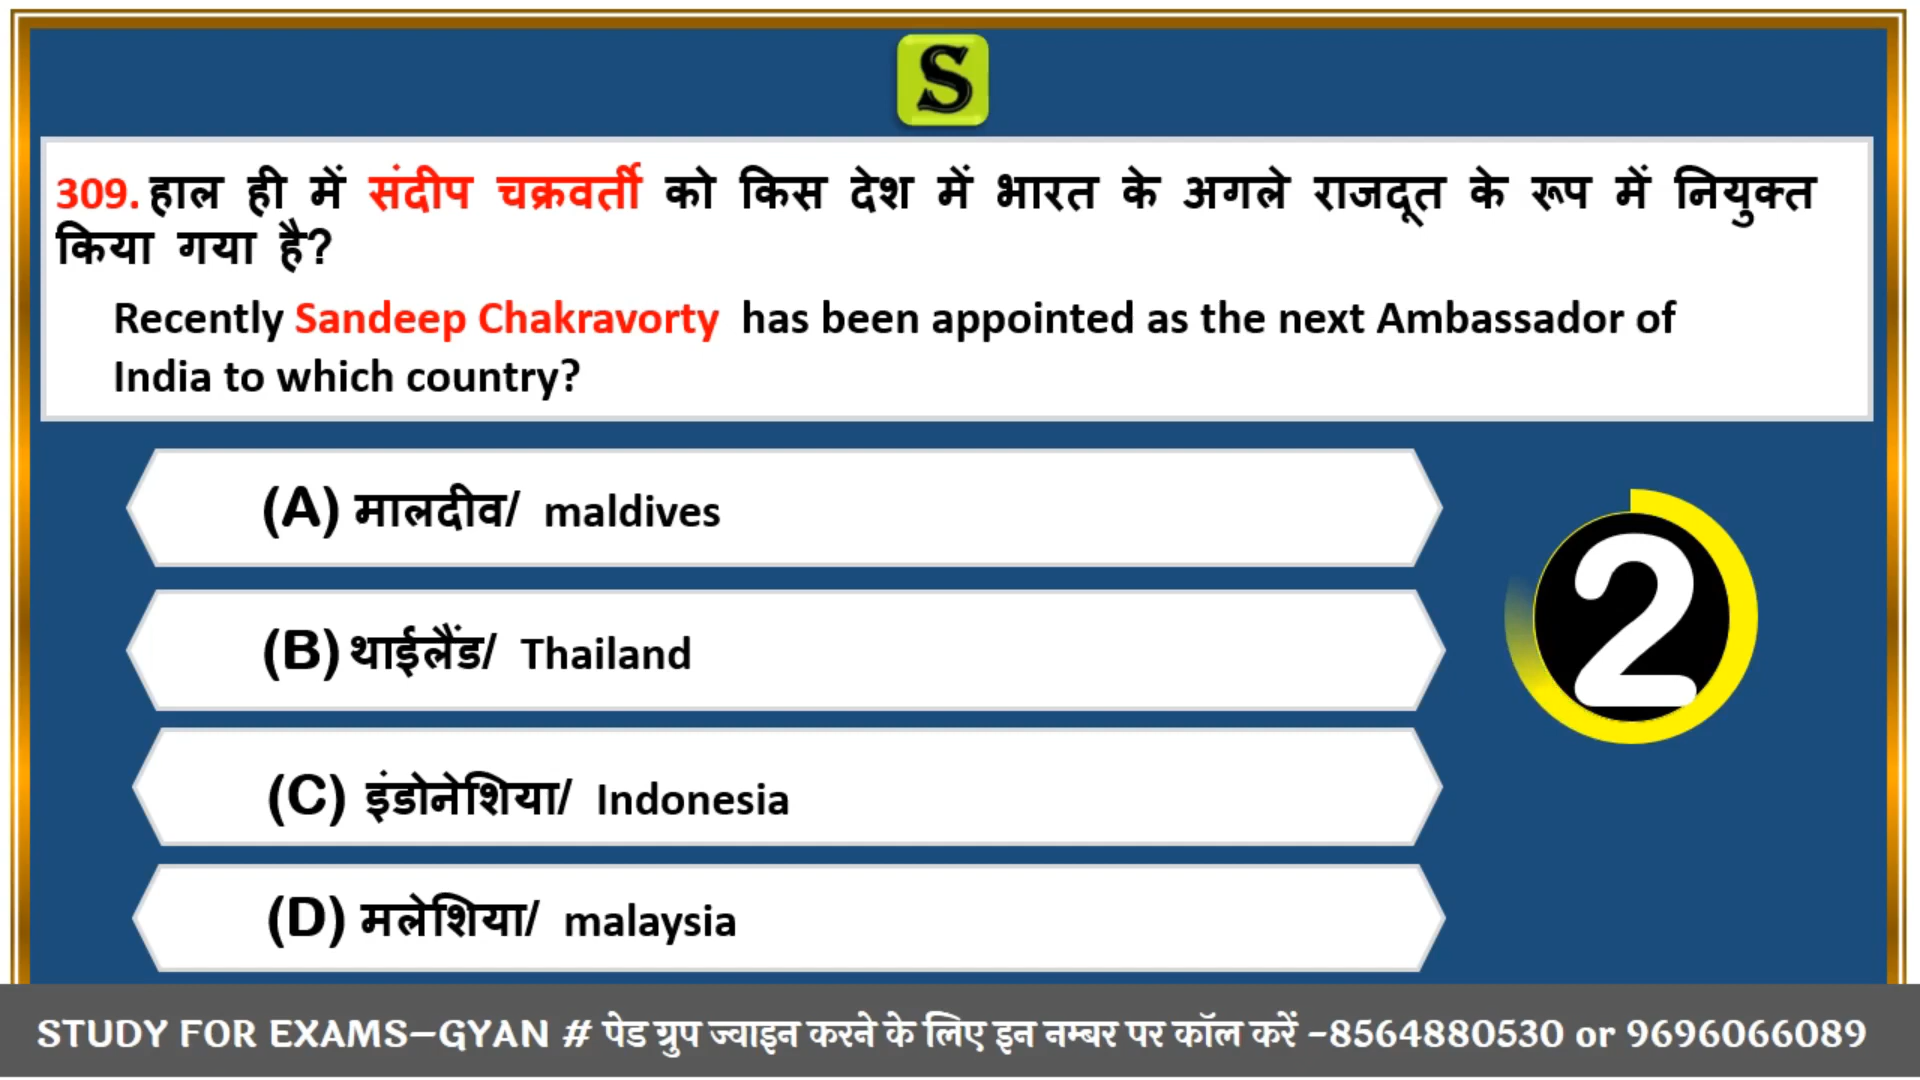 S
309. हाल ही में संदीप चक्रवर्ती को किस देश में भारत के अगले राजदूत के रूप में नियुक्त
किया गया है?
Recently Sandeep Chakravorty has been appointed as the next Ambassador of
India to which country?
(A) मालदीव/ maldives
(B) थाईलैंड/ Thailand
2
(C) इंडोनेशिया/ Indonesia
(D) मलेशिया/ malaysia
STUDY FOR EXAMS–GYAN # पेड ग्रुप ज्वाइन करने के लिए इन नम्बर पर कॉल करें -8564880530 or 9696066089